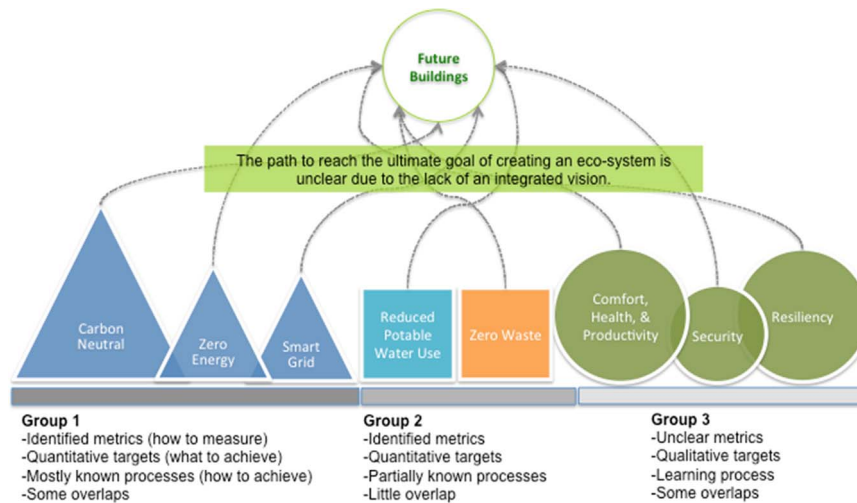 Future
Buildings
The path to reach the ultimate goal of creating an eco-system is
unclear due to the lack of an integrated vision.
Carbon
Neutral
Zero
Energy
Smart
Grid
Reduced
Potable
Water Use
Zero Waste
Comfort,
Health, &
Productivity
Security
Resiliency
Group 1
-Identified metrics (how to measure)
-Quantitative targets (what to achieve)
-Mostly known processes (how to achieve)
-Some overlaps
Group 2
-Identified metrics
-Quantitative targets
-Partially known processes
-Little overlap
Group 3
-Unclear metrics
-Qualitative targets
-Learning process
-Some overlaps